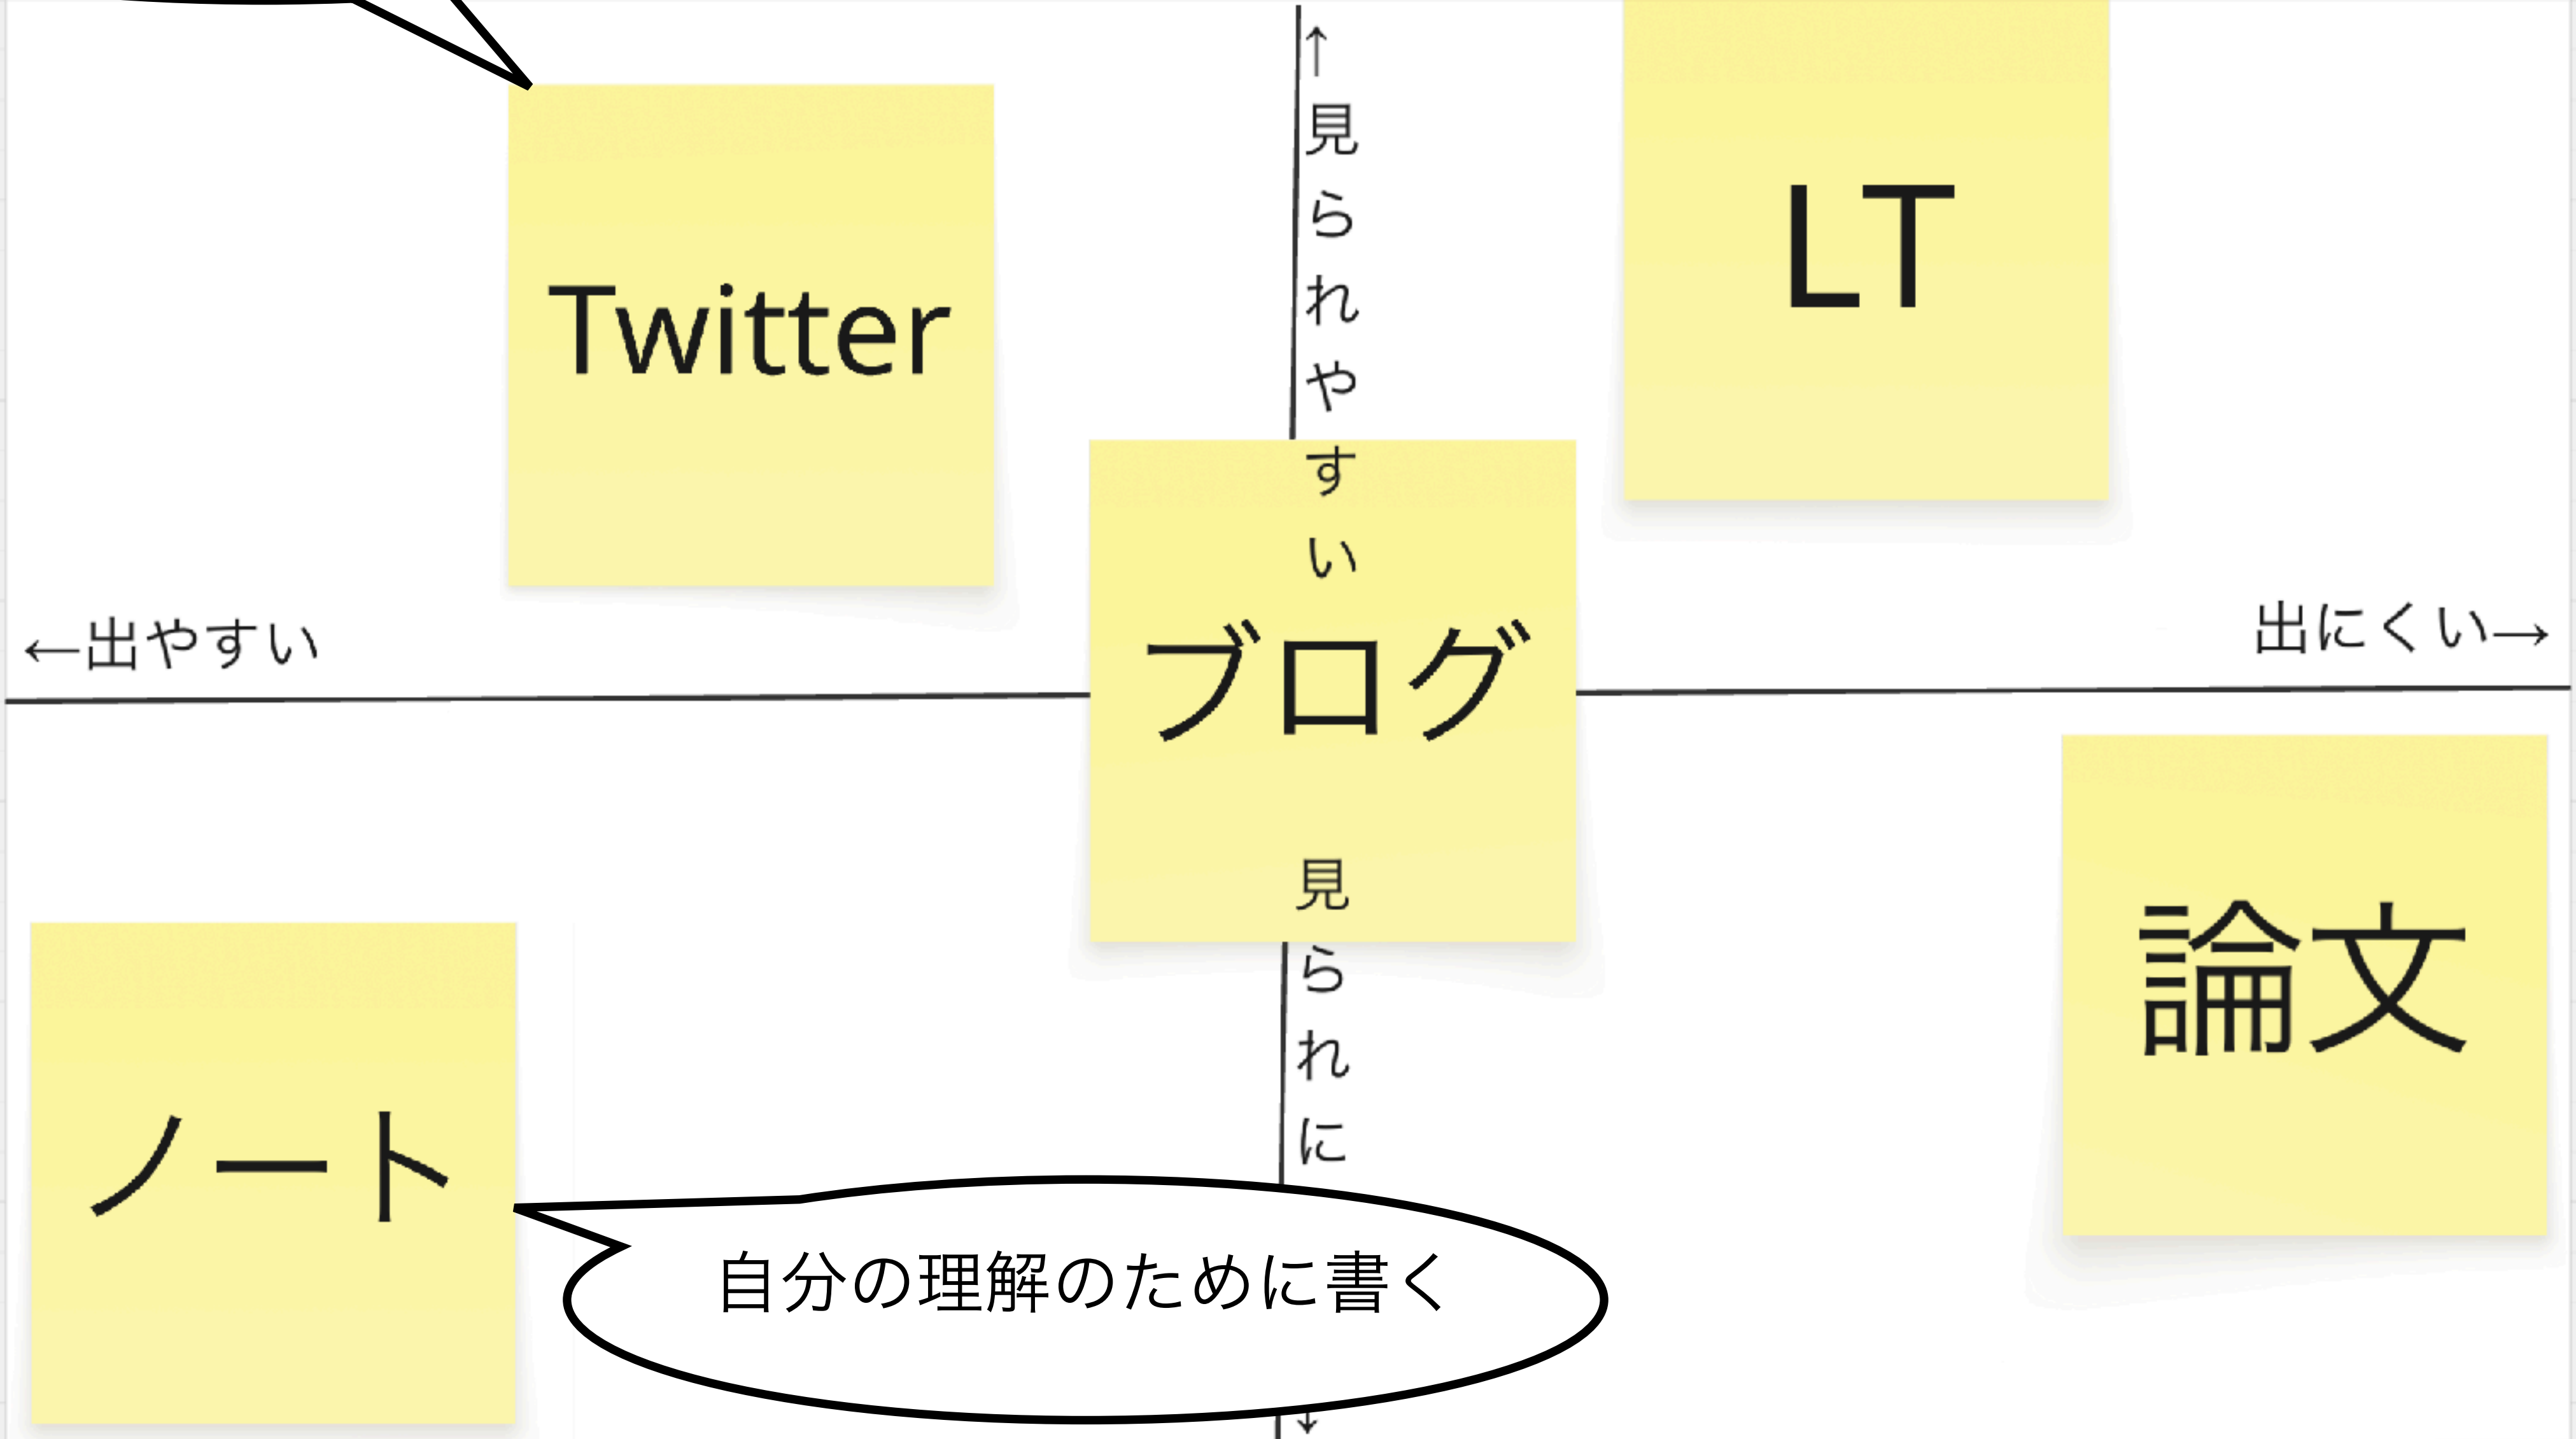 ↑見られやすい
LT
Twitter
←出やすい
出にくい→
ブログ
見られに
↓
論文
ノート
自分の理解のために書く